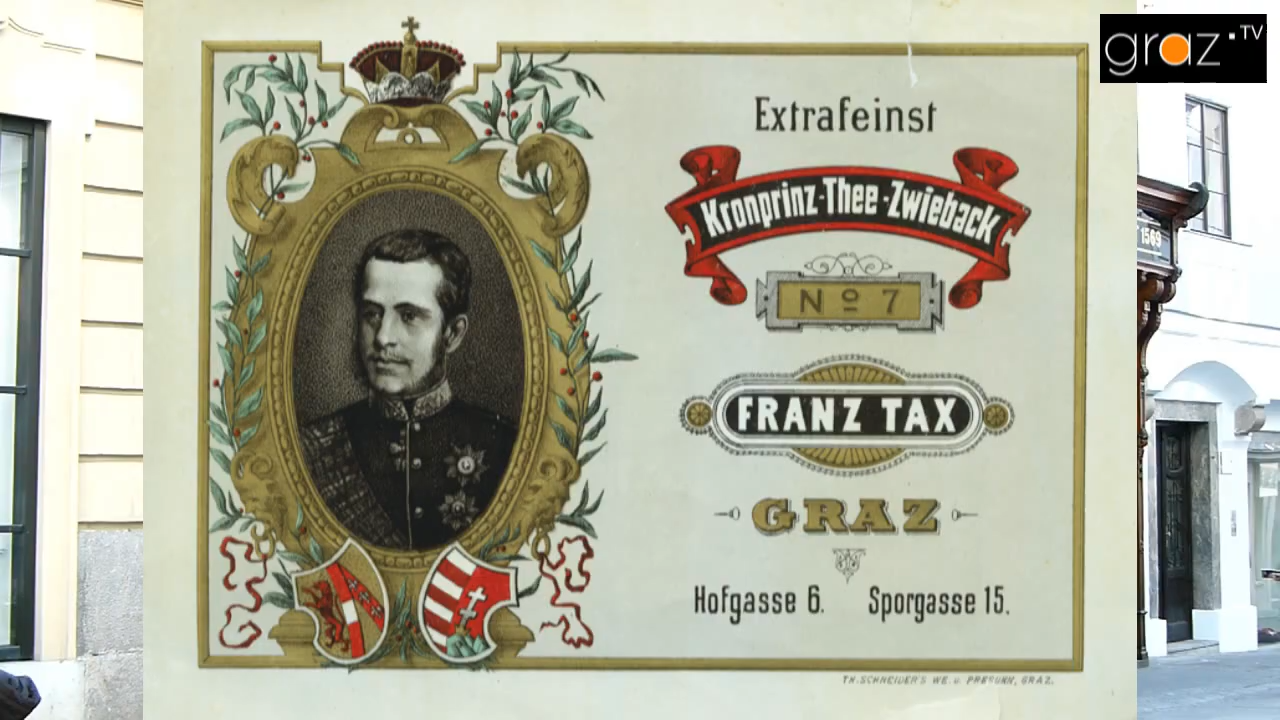 graz.TV
Extrafeinst
Kronprinz-Thee-Zwieback
Nº 7
FRANZ TAX
GRAZ
Hofgasse 6. Sporgasse 15.
TH. SCHNEIDER'S WE. u. PRESUHN, GRAZ.
1569